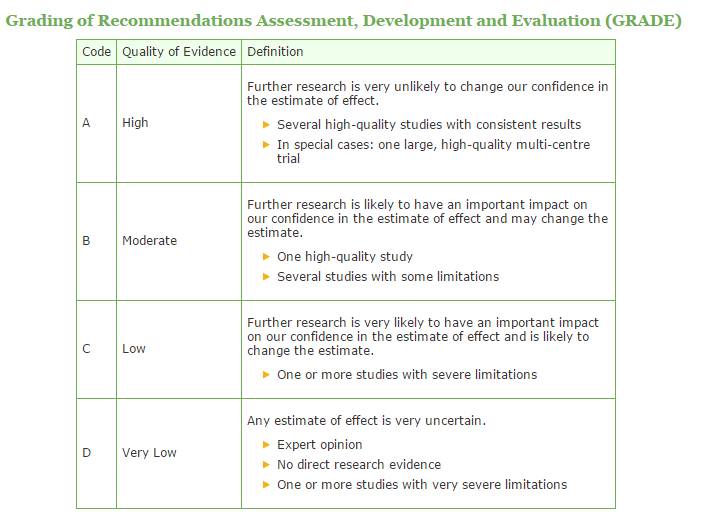 Grading of Recommendations Assessment, Development and Evaluation (GRADE)
Code Quality of Evidence Definition
A High
Further research is very unlikely to change our confidence in
the estimate of effect.
Several high-quality studies with consistent results
In special cases: one large, high-quality multi-centre
trial
B Moderate
Further research is likely to have an important impact on
our confidence in the estimate of effect and may change the
estimate.
One high-quality study
Several studies with some limitations
C Low
Further research is very likely to have an important impact
on our confidence in the estimate of effect and is likely to
change the estimate.
One or more studies with severe limitations
D Very Low
Any estimate of effect is very uncertain.
Expert opinion
No direct research evidence
One or more studies with very severe limitations